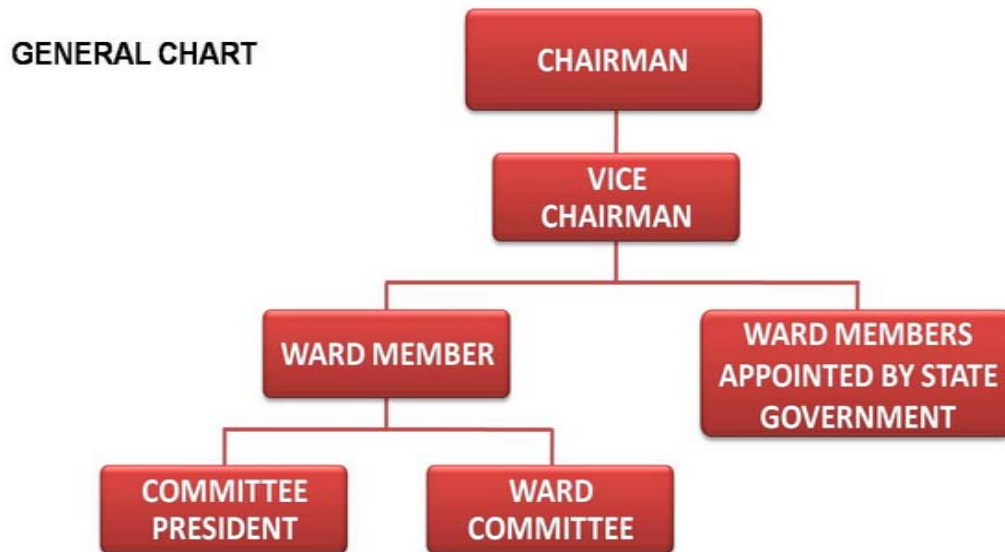 GENERAL CHART
CHAIRMAN
VICE
CHAIRMAN
WARD MEMBER
WARD MEMBERS
APPOINTED BY STATE
GOVERNMENT
COMMITTEE
PRESIDENT
WARD
COMMITTEE